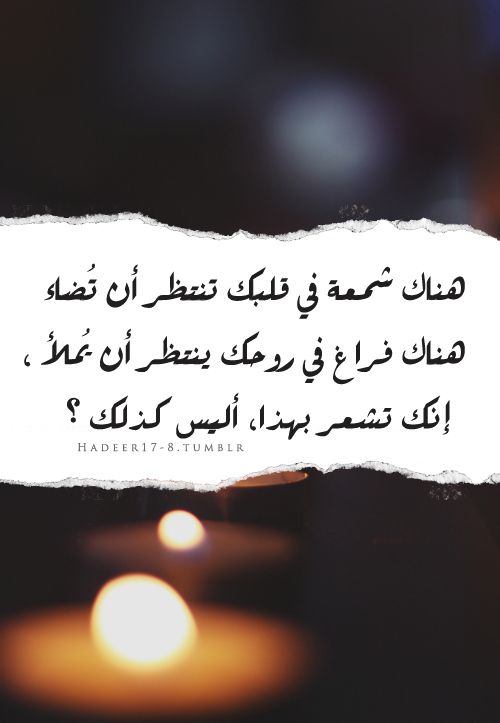 هناك شمعة في قلبك تنتظر أن تُضاء
هناك فراغ في روحك ينتظر أن يُملأ ،
إنك تشعر بهذا، أليس كذلك ؟
HADEER17-8.TUMBLR